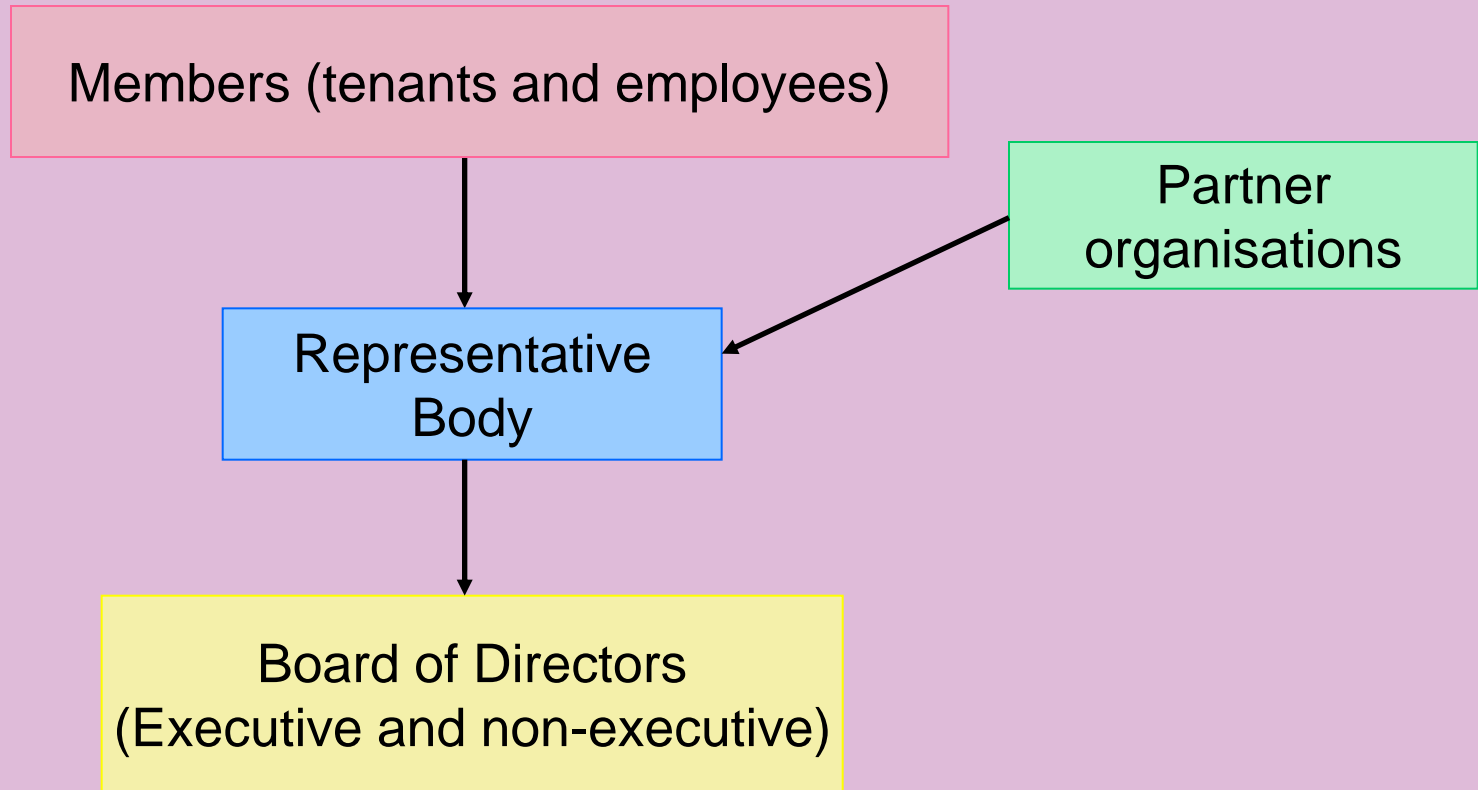 Members (tenants and employees)
Partner
organisations
Representative
Body
Board of Directors
(Executive and non-executive)